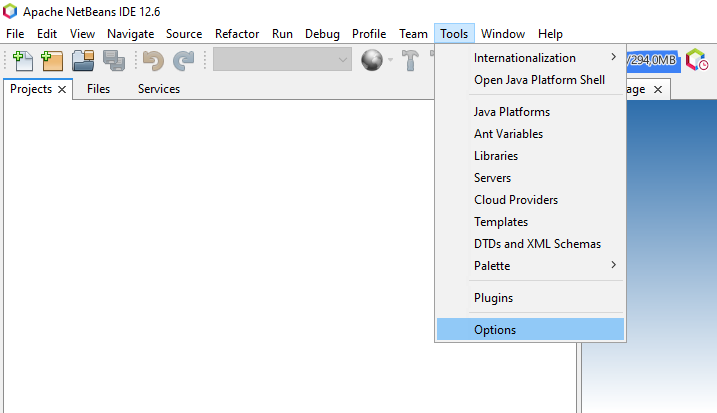 Apache NetBeans IDE 12.6
File Edit View Navigate Source Refactor Run Debug Profile Team Tools Window Help
/294,0MB
Projects Files Services
age
Internationalization
Open Java Platform Shell
Java Platforms
Ant Variables
Libraries
Servers
Cloud Providers
Templates
DTDs and XML Schemas
Palette
Plugins
Options